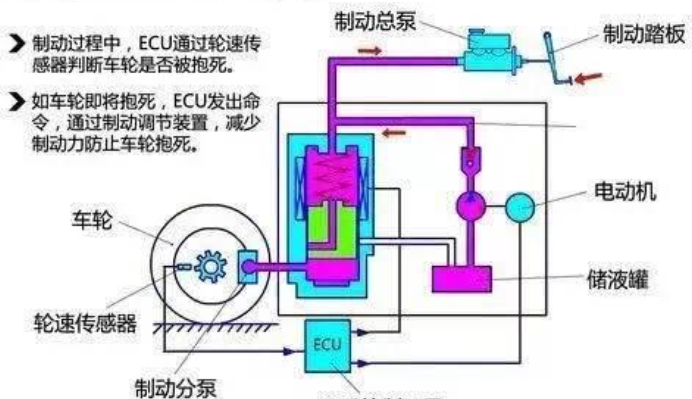 制动过程中，ECU通过轮速传
感器判断车轮是否被抱死。
如车轮即将抱死，ECU发出命
令，通过制动调节装置，减少
制动力防止车轮抱死。
制动总泵
制动踏板
电动机
车轮
储液罐
轮速传感器
ECU
制动分泵